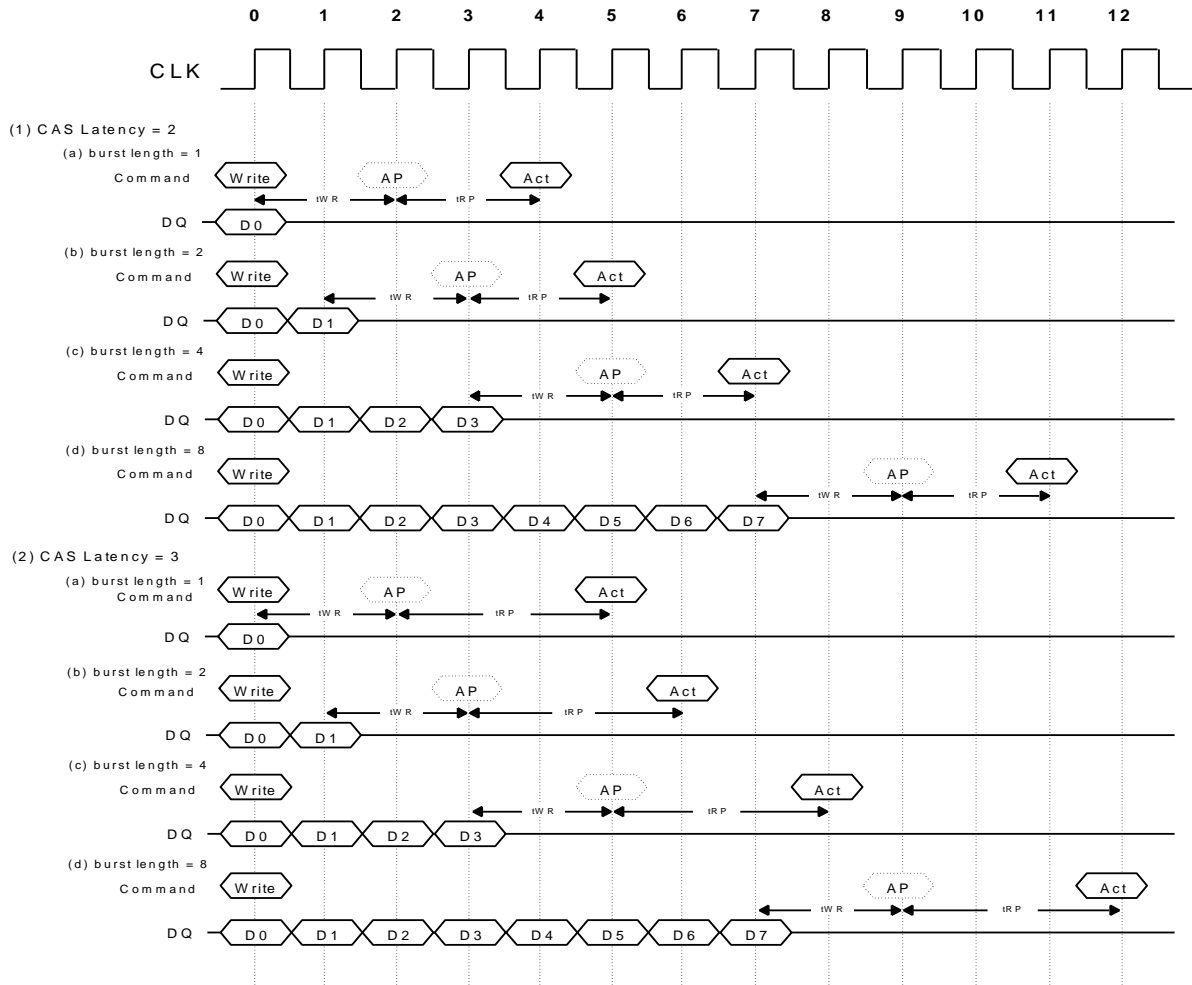 0 1 2 3 4 5 6 7 8 9 10 11 12
CLK
(1) CAS Latency = 2
(a) burst length = 1
Command Write AP Act
tWR tRP
DQ D0
(b) burst length = 2
Command Write AP Act
tWR tRP
DQ D0 D1
(c) burst length = 4
Command Write AP Act
tWR tRP
DQ D0 D1 D2 D3
(d) burst length = 8
Command Write AP Act
tWR tRP
DQ D0 D1 D2 D3 D4 D5 D6 D7
(2) CAS Latency = 3
(a) burst length = 1
Command Write AP Act
tWR tRP
DQ D0
(b) burst length = 2
Command Write AP Act
tWR tRP
DQ D0 D1
(c) burst length = 4
Command Write AP Act
tWR tRP
DQ D0 D1 D2 D3
(d) burst length = 8
Command Write AP Act
tWR tRP
DQ D0 D1 D2 D3 D4 D5 D6 D7